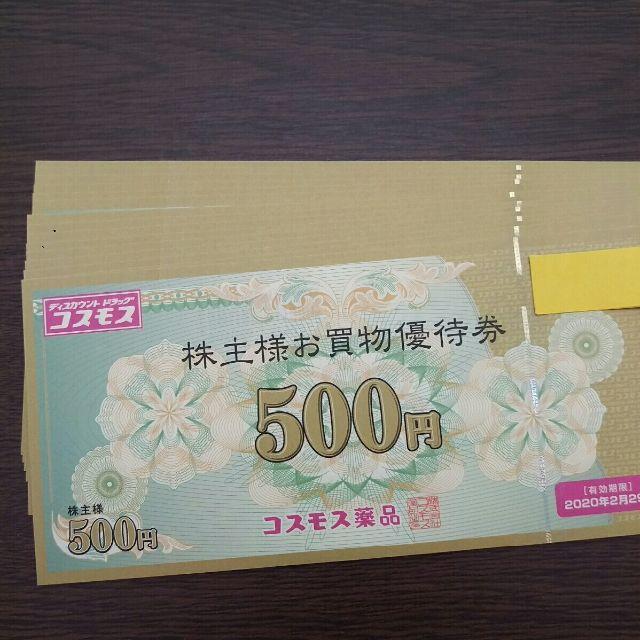 ディスカウント ドラッグ
コスモス
株主様お買物優待券
500円
株主様
500円
コスモス薬品
[有効期限]
2020年2月29